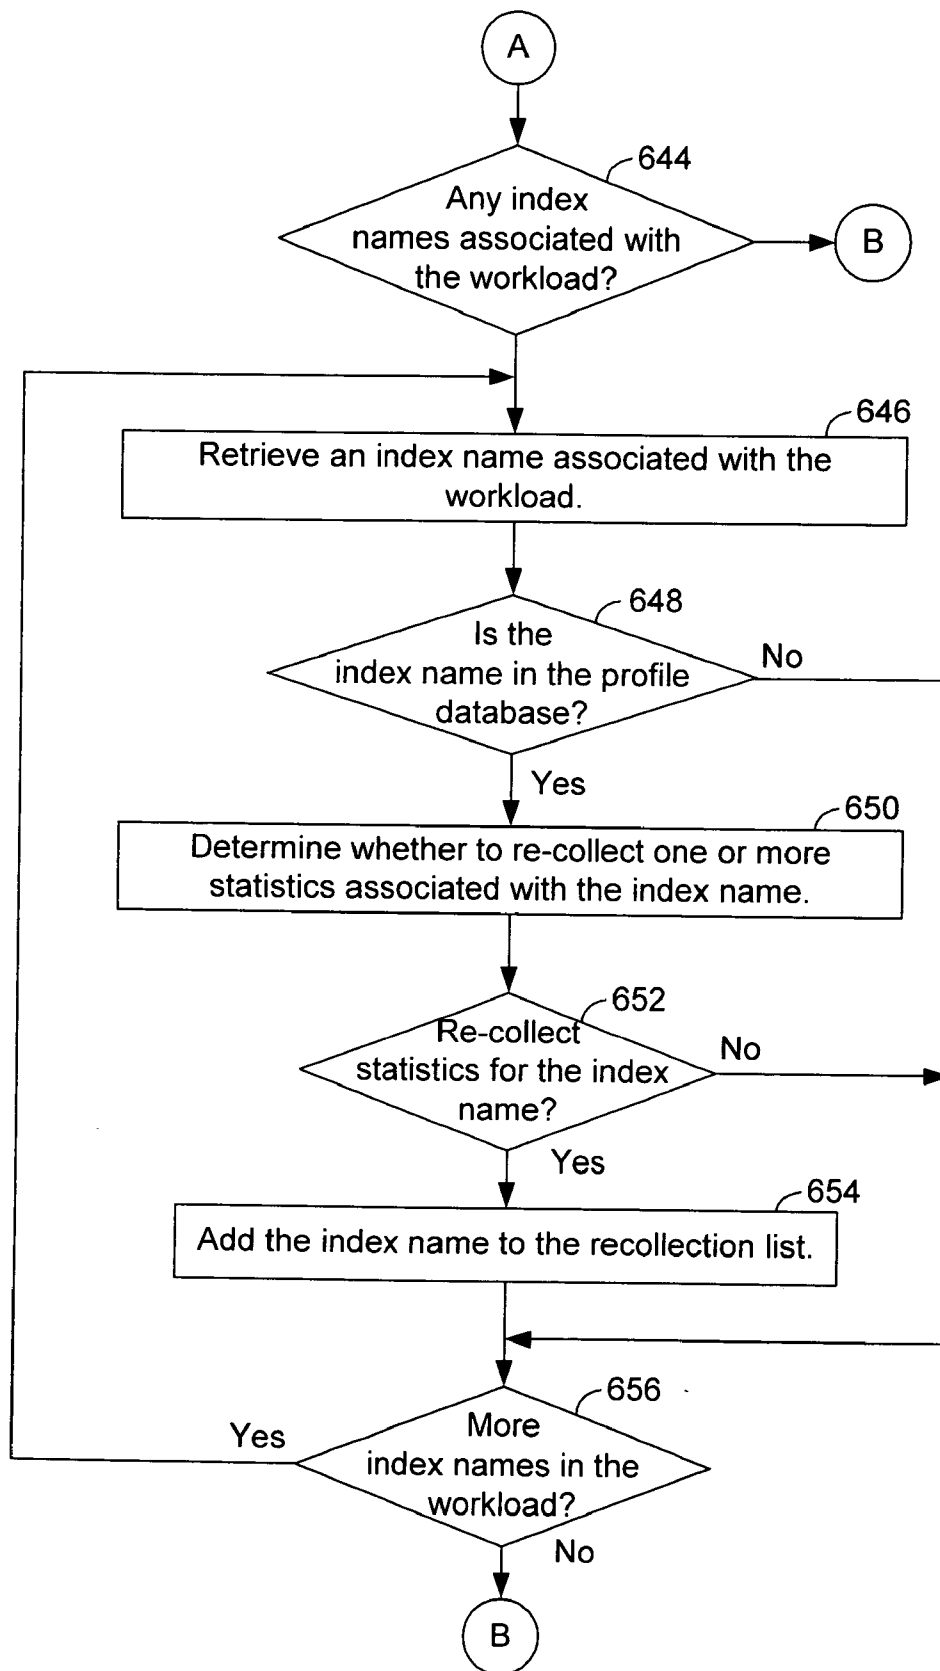 A
644
Any index
names associated with
the workload?
B
646
Retrieve an index name associated with the
workload.
648
Is the
index name in the profile
database?
No
Yes
650
Determine whether to re-collect one or more
statistics associated with the index name.
652
Re-collect
statistics for the index
name?
No
Yes
654
Add the index name to the recollection list.
656
More
index names in the
workload?
Yes
No
B